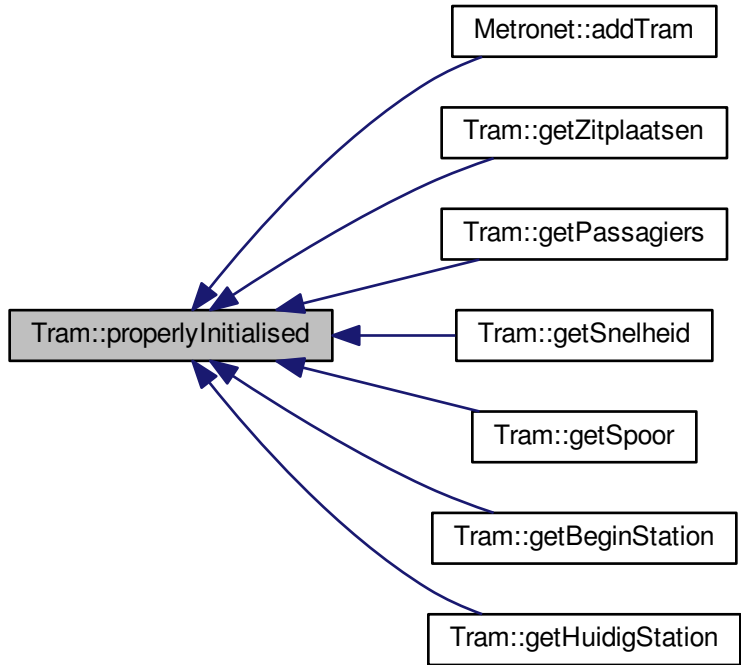 Metronet::addTram
Tram::getZitplaatsen
Tram::getPassagiers
Tram::properlyInitialised
Tram::getSnelheid
Tram::getSpoor
Tram::getBeginStation
Tram::getHuidigStation